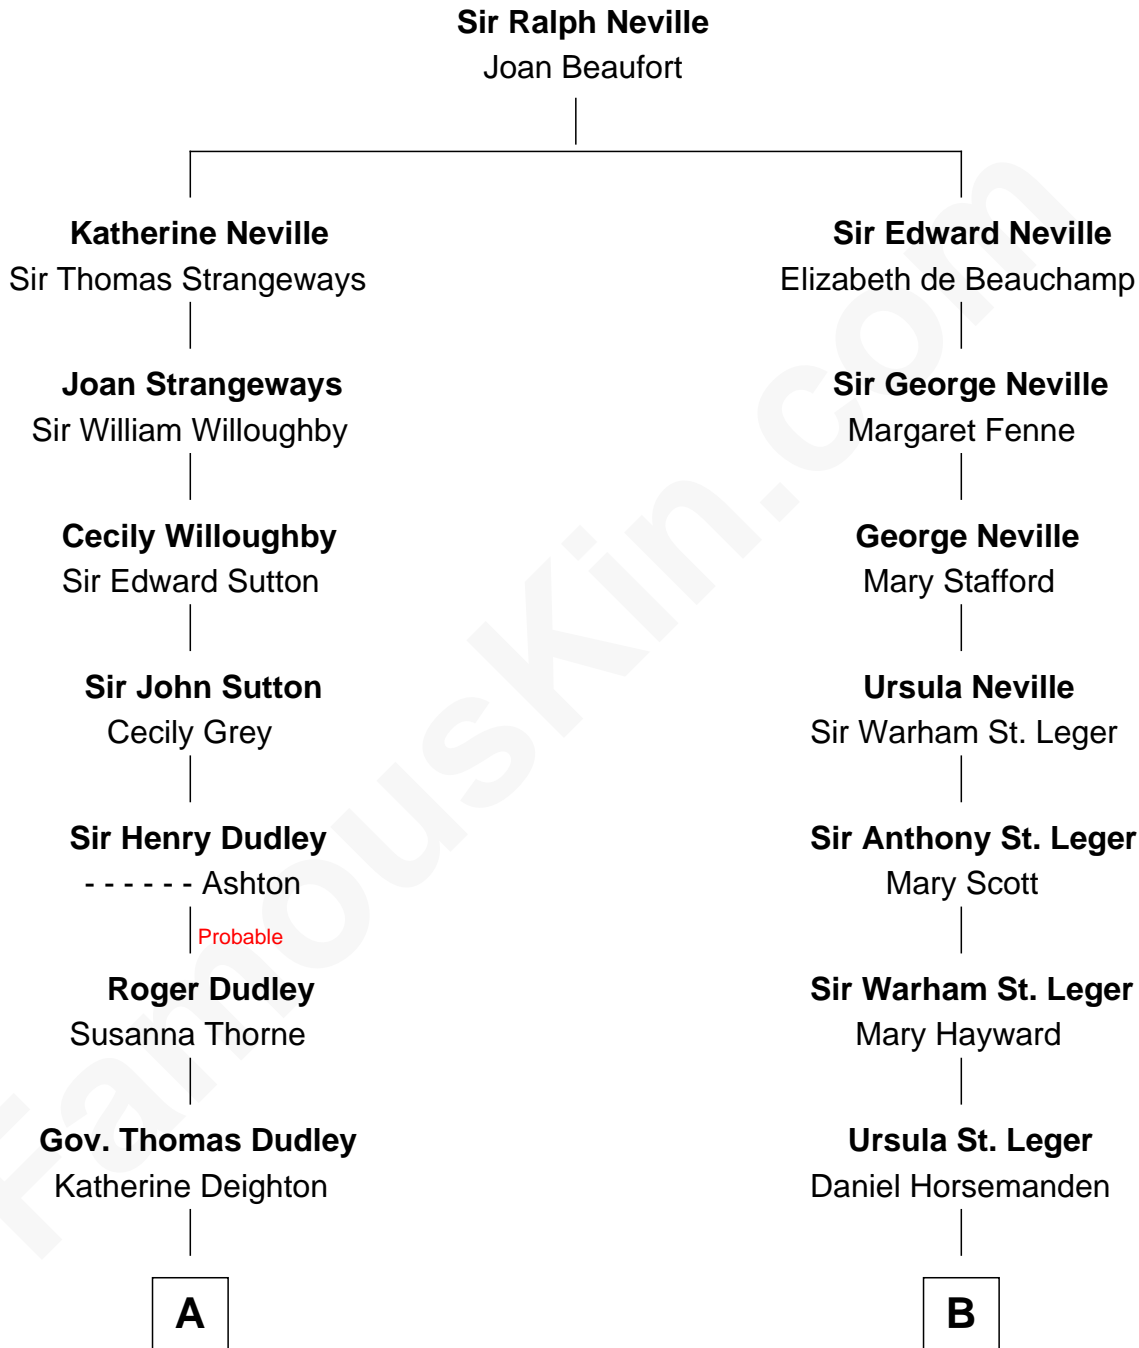 Sir Ralph Neville
Joan Beaufort
Katherine Neville
Sir Thomas Strangeways
Sir Edward Neville
Elizabeth de Beauchamp
Joan Strangeways
Sir William Willoughby
Sir George Neville
Margaret Fenne
Cecily Willoughby
Sir Edward Sutton
George Neville
Mary Stafford
Sir John Sutton
Cecily Grey
Ursula Neville
Sir Warham St. Leger
Sir Henry Dudley
- - - - - - Ashton
Sir Anthony St. Leger
Mary Scott
Probable
Roger Dudley
Susanna Thorne
Sir Warham St. Leger
Mary Hayward
Gov. Thomas Dudley
Katherine Deighton
Ursula St. Leger
Daniel Horsemanden
A
B
FamousKin.com